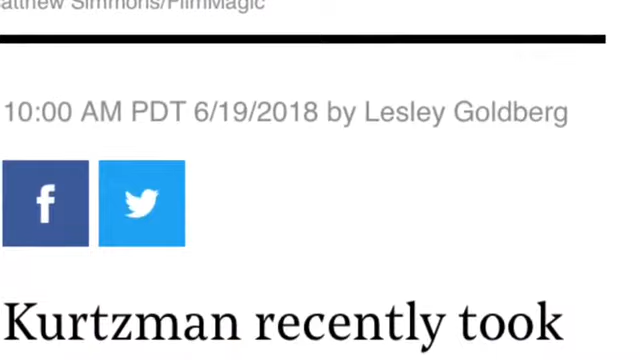 atthew Simmons/FilmMagic
10:00 AM PDT 6/19/2018 by Lesley Goldberg
Kurtzman recently took